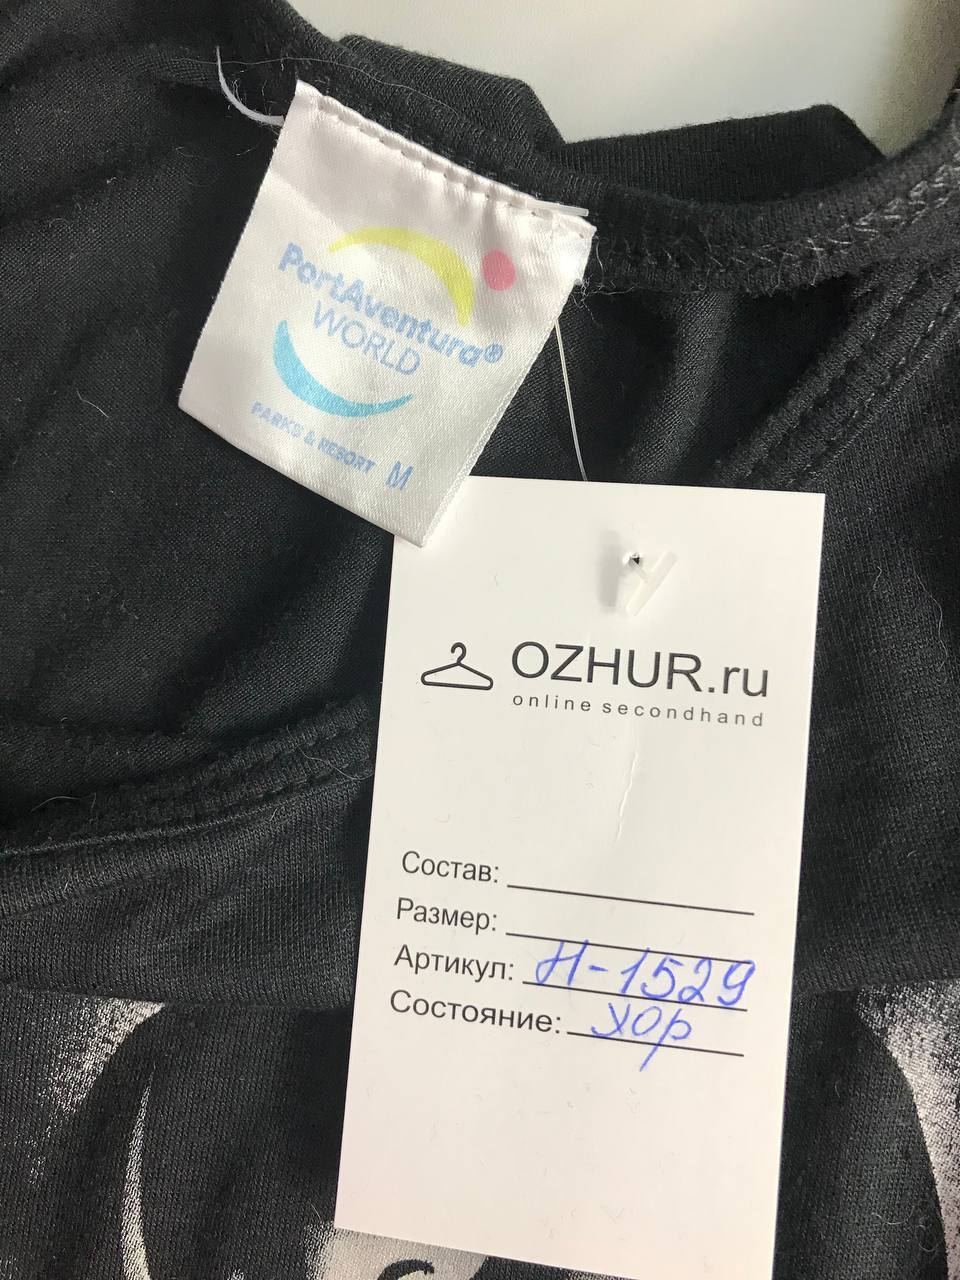 PortAventura®
WORLD
PARKS & RESORT M
OZHUR.ru
online secondhand
Состав:
Размер:
Артикул: Н-1529
Состояние: хор